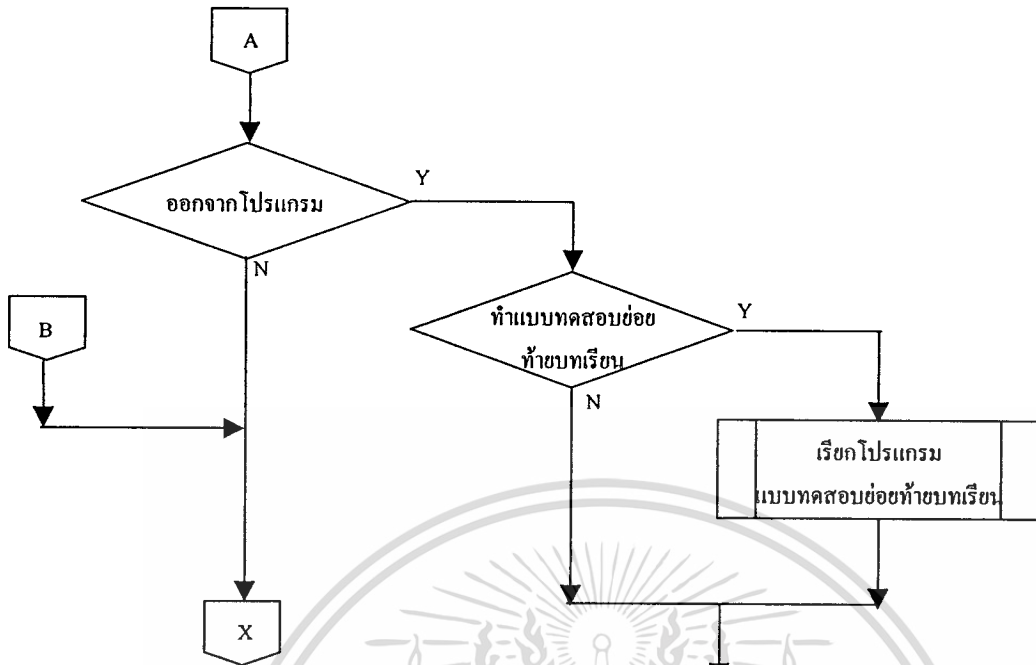 A
ออกจากโปรแกรม
Y
N
B
ทำแบบทดสอบย่อย
ท้ายบทเรียน
Y
N
เรียกโปรแกรม
แบบทดสอบย่อยท้ายบทเรียน
X